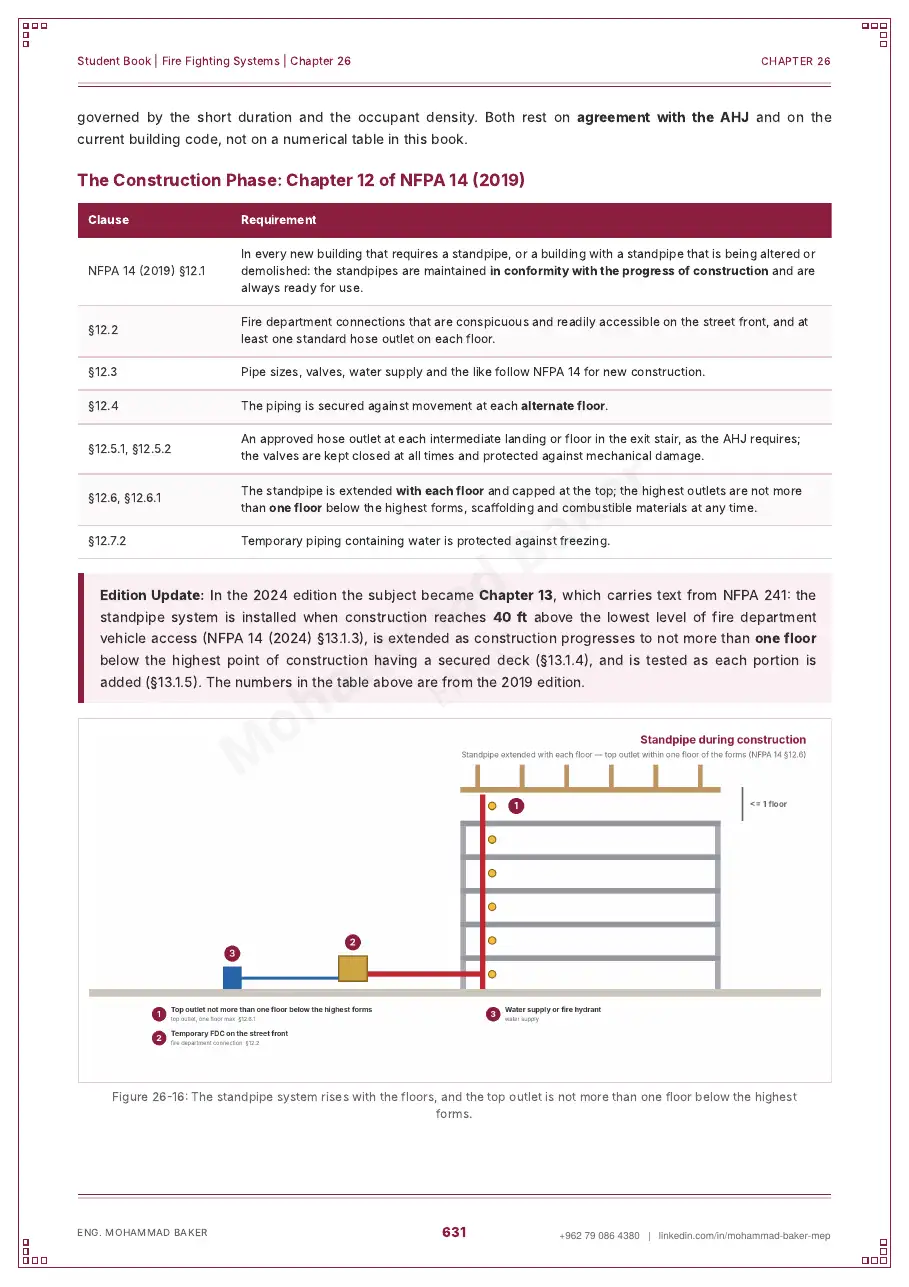 Student Book | Fire Fighting Systems | Chapter 26
CHAPTER 26
governed by the short duration and the occupant density. Both rest on agreement with the AHJ and on the
current building code, not on a numerical table in this book.
The Construction Phase: Chapter 12 of NFPA 14 (2019)
Clause Requirement
NFPA 14 (2019) §12.1
In every new building that requires a standpipe, or a building with a standpipe that is being altered or
demolished: the standpipes are maintained in conformity with the progress of construction and are
always ready for use.
§12.2
Fire department connections that are conspicuous and readily accessible on the street front, and at
least one standard hose outlet on each floor.
§12.3 Pipe sizes, valves, water supply and the like follow NFPA 14 for new construction.
§12.4 The piping is secured against movement at each alternate floor.
§12.5.1, §12.5.2
An approved hose outlet at each intermediate landing or floor in the exit stair, as the AHJ requires;
the valves are kept closed at all times and protected against mechanical damage.
§12.6, §12.6.1
The standpipe is extended with each floor and capped at the top; the highest outlets are not more
than one floor below the highest forms, scaffolding and combustible materials at any time.
§12.7.2 Temporary piping containing water is protected against freezing.
Edition Update: In the 2024 edition the subject became Chapter 13, which carries text from NFPA 241: the
standpipe system is installed when construction reaches 40 ft above the lowest level of fire department
vehicle access (NFPA 14 (2024) §13.1.3), is extended as construction progresses to not more than one floor
below the highest point of construction having a secured deck (§13.1.4), and is tested as each portion is
added (§13.1.5). The numbers in the table above are from the 2019 edition.
Mohammad Baker
Standpipe during construction
Standpipe extended with each floor — top outlet within one floor of the forms (NFPA 14 §12.6)
1
<= 1 floor
2
3
1 Top outlet not more than one floor below the highest forms
top outlet, one floor max §12.6.1
2 Temporary FDC on the street front
fire department connection §12.2
3 Water supply or fire hydrant
water supply
Figure 26-16: The standpipe system rises with the floors, and the top outlet is not more than one floor below the highest
forms.
ENG. MOHAMMAD BAKER
631
+962 79 086 4380 | linkedin.com/in/mohammad-baker-mep